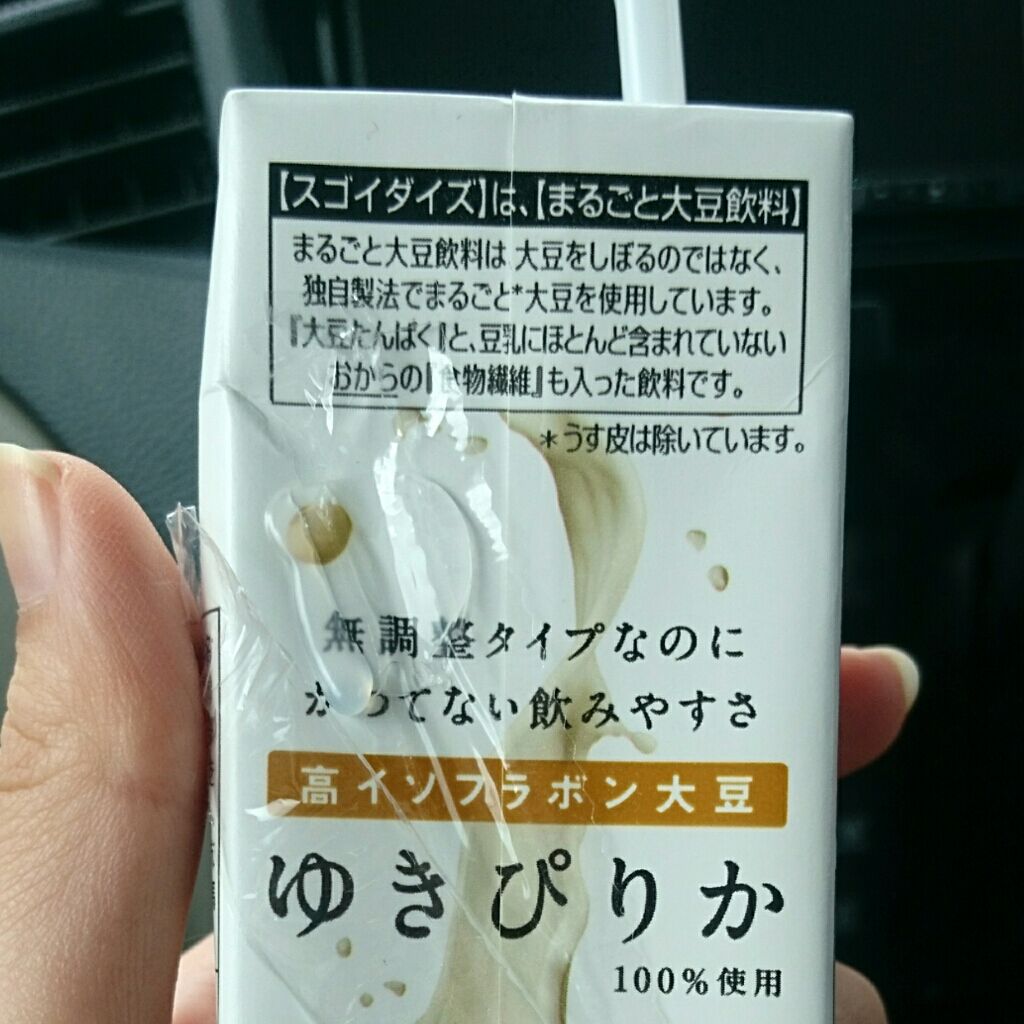 【スゴイダイズ】は、【まるごと大豆飲料】
まるごと大豆飲料は 大豆をしぼるのではなく、
独自製法でまるごと*大豆を使用しています。
『大豆たんぱく』と、豆乳にほとんど含まれていない
おからの『食物繊維』も入った飲料です。
*うす皮は除いています。
無調整タイプなのに
かつてない飲みやすさ
高イソフラボン大豆
ゆきぴりか
100%使用